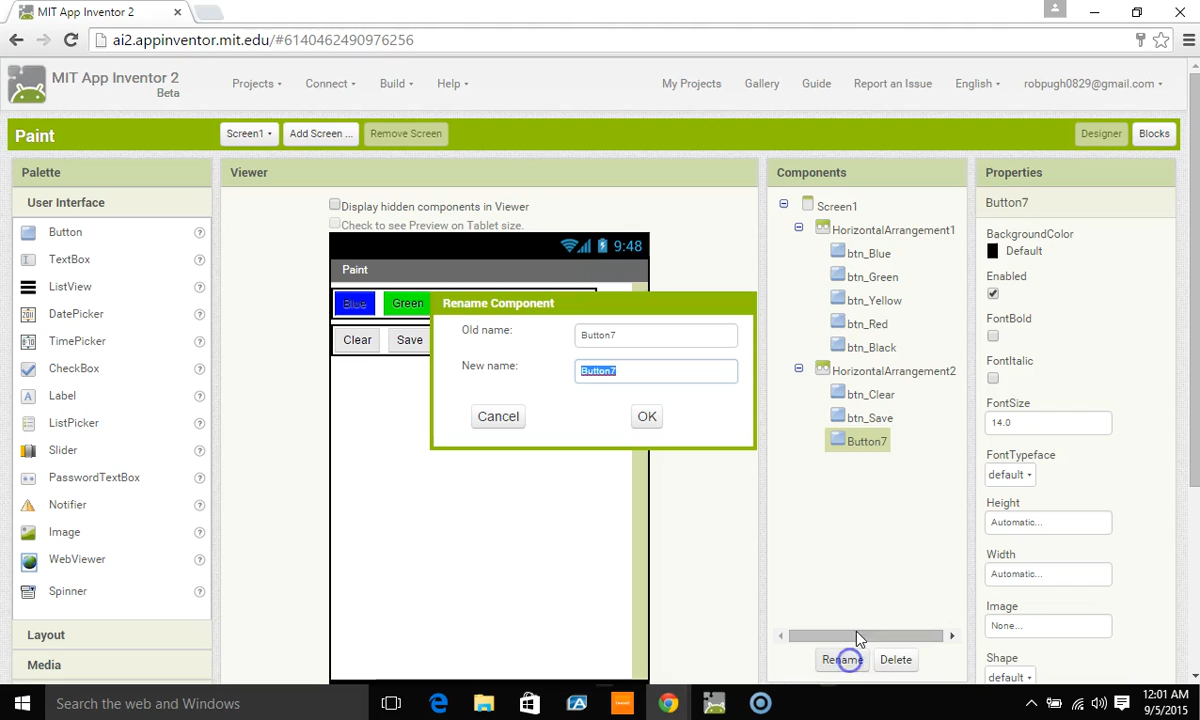 MIT App Inventor 2
ai2.appinventor.mit.edu/#6140462490976256
MIT App Inventor 2
Beta
Projects Connect Build Help My Projects Gallery Guide Report an Issue English robpugh0829@gmail.com
Paint Screen1 Add Screen ... Remove Screen Designer Blocks
Palette
User Interface
Button ?
TextBox ?
ListView ?
DatePicker ?
TimePicker ?
CheckBox ?
Label ?
ListPicker ?
Slider ?
PasswordTextBox ?
Notifier ?
Image ?
WebViewer ?
Spinner ?
Layout
Media
Viewer
Display hidden components in Viewer
Check to see Preview on Tablet size.
9:48
Paint
Blue Green
Clear Save
Rename Component
Old name: Button7
New name: Button7
Cancel OK
Components
Screen1
HorizontalArrangement1
btn_Blue
btn_Green
btn_Yellow
btn_Red
btn_Black
HorizontalArrangement2
btn_Clear
btn_Save
Button7
Rename Delete
Properties
Button7
BackgroundColor
Default
Enabled
FontBold
FontItalic
FontSize
14.0
FontTypeface
default
Height
Automatic...
Width
Automatic...
Image
None...
Shape
default
Search the web and Windows
12:01 AM
9/5/2015